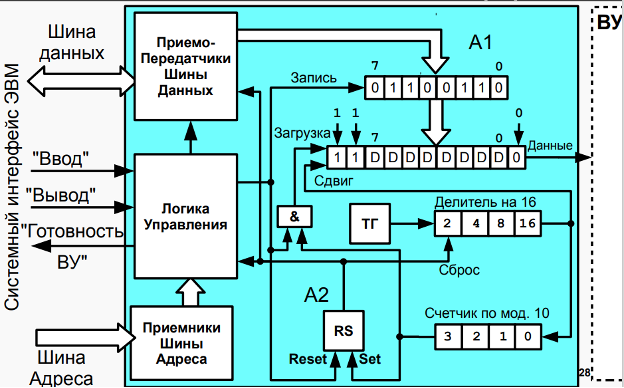 Системный интерфейс ЭВМ
Шина
данных
"Ввод"
"Вывод"
"Готовность
ВУ"
Шина
Адреса
Приемо-
Передатчики
Шины
Данных
Логика
Управления
Приемники
Шины
Адреса
А1
7 0
Запись
0 1 1 0 0 1 1 0
1 1 7 0 0
Загрузка
1 1 D D D D D D D D 0
Данные
Сдвиг
&
ТГ
Делитель на 16
2 4 8 16
Сброс
А2
RS
Reset Set
Счетчик по мод. 10
3 2 1 0
ВУ
28